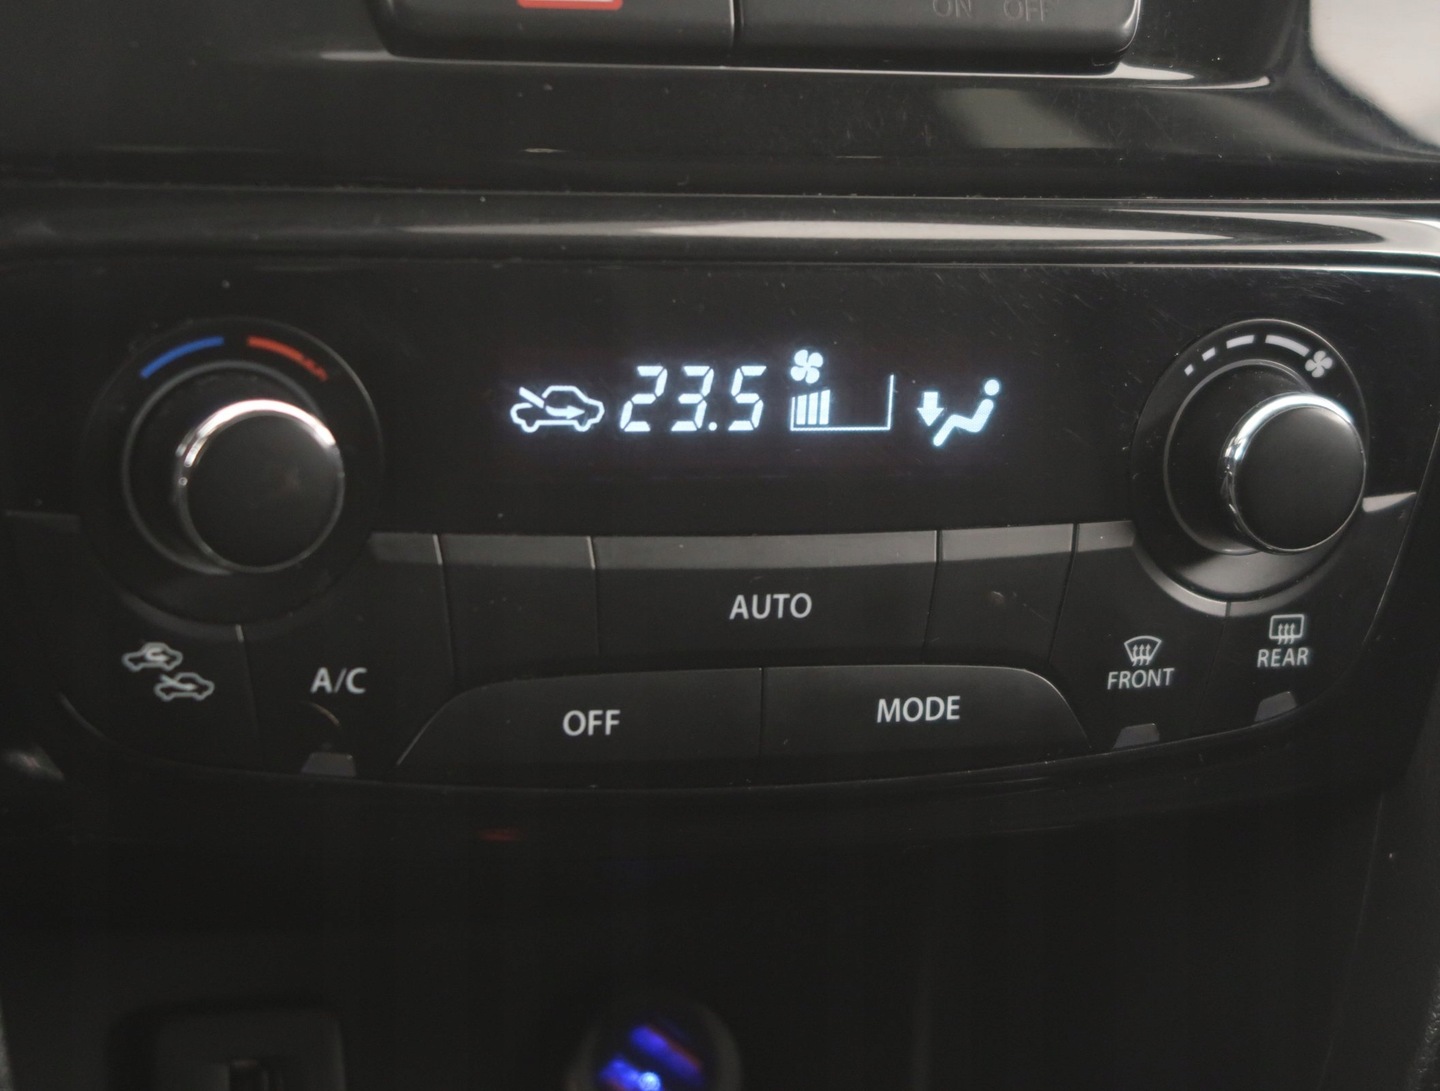 ON OFF
23.5
AUTO
A/C
OFF
MODE
FRONT
REAR